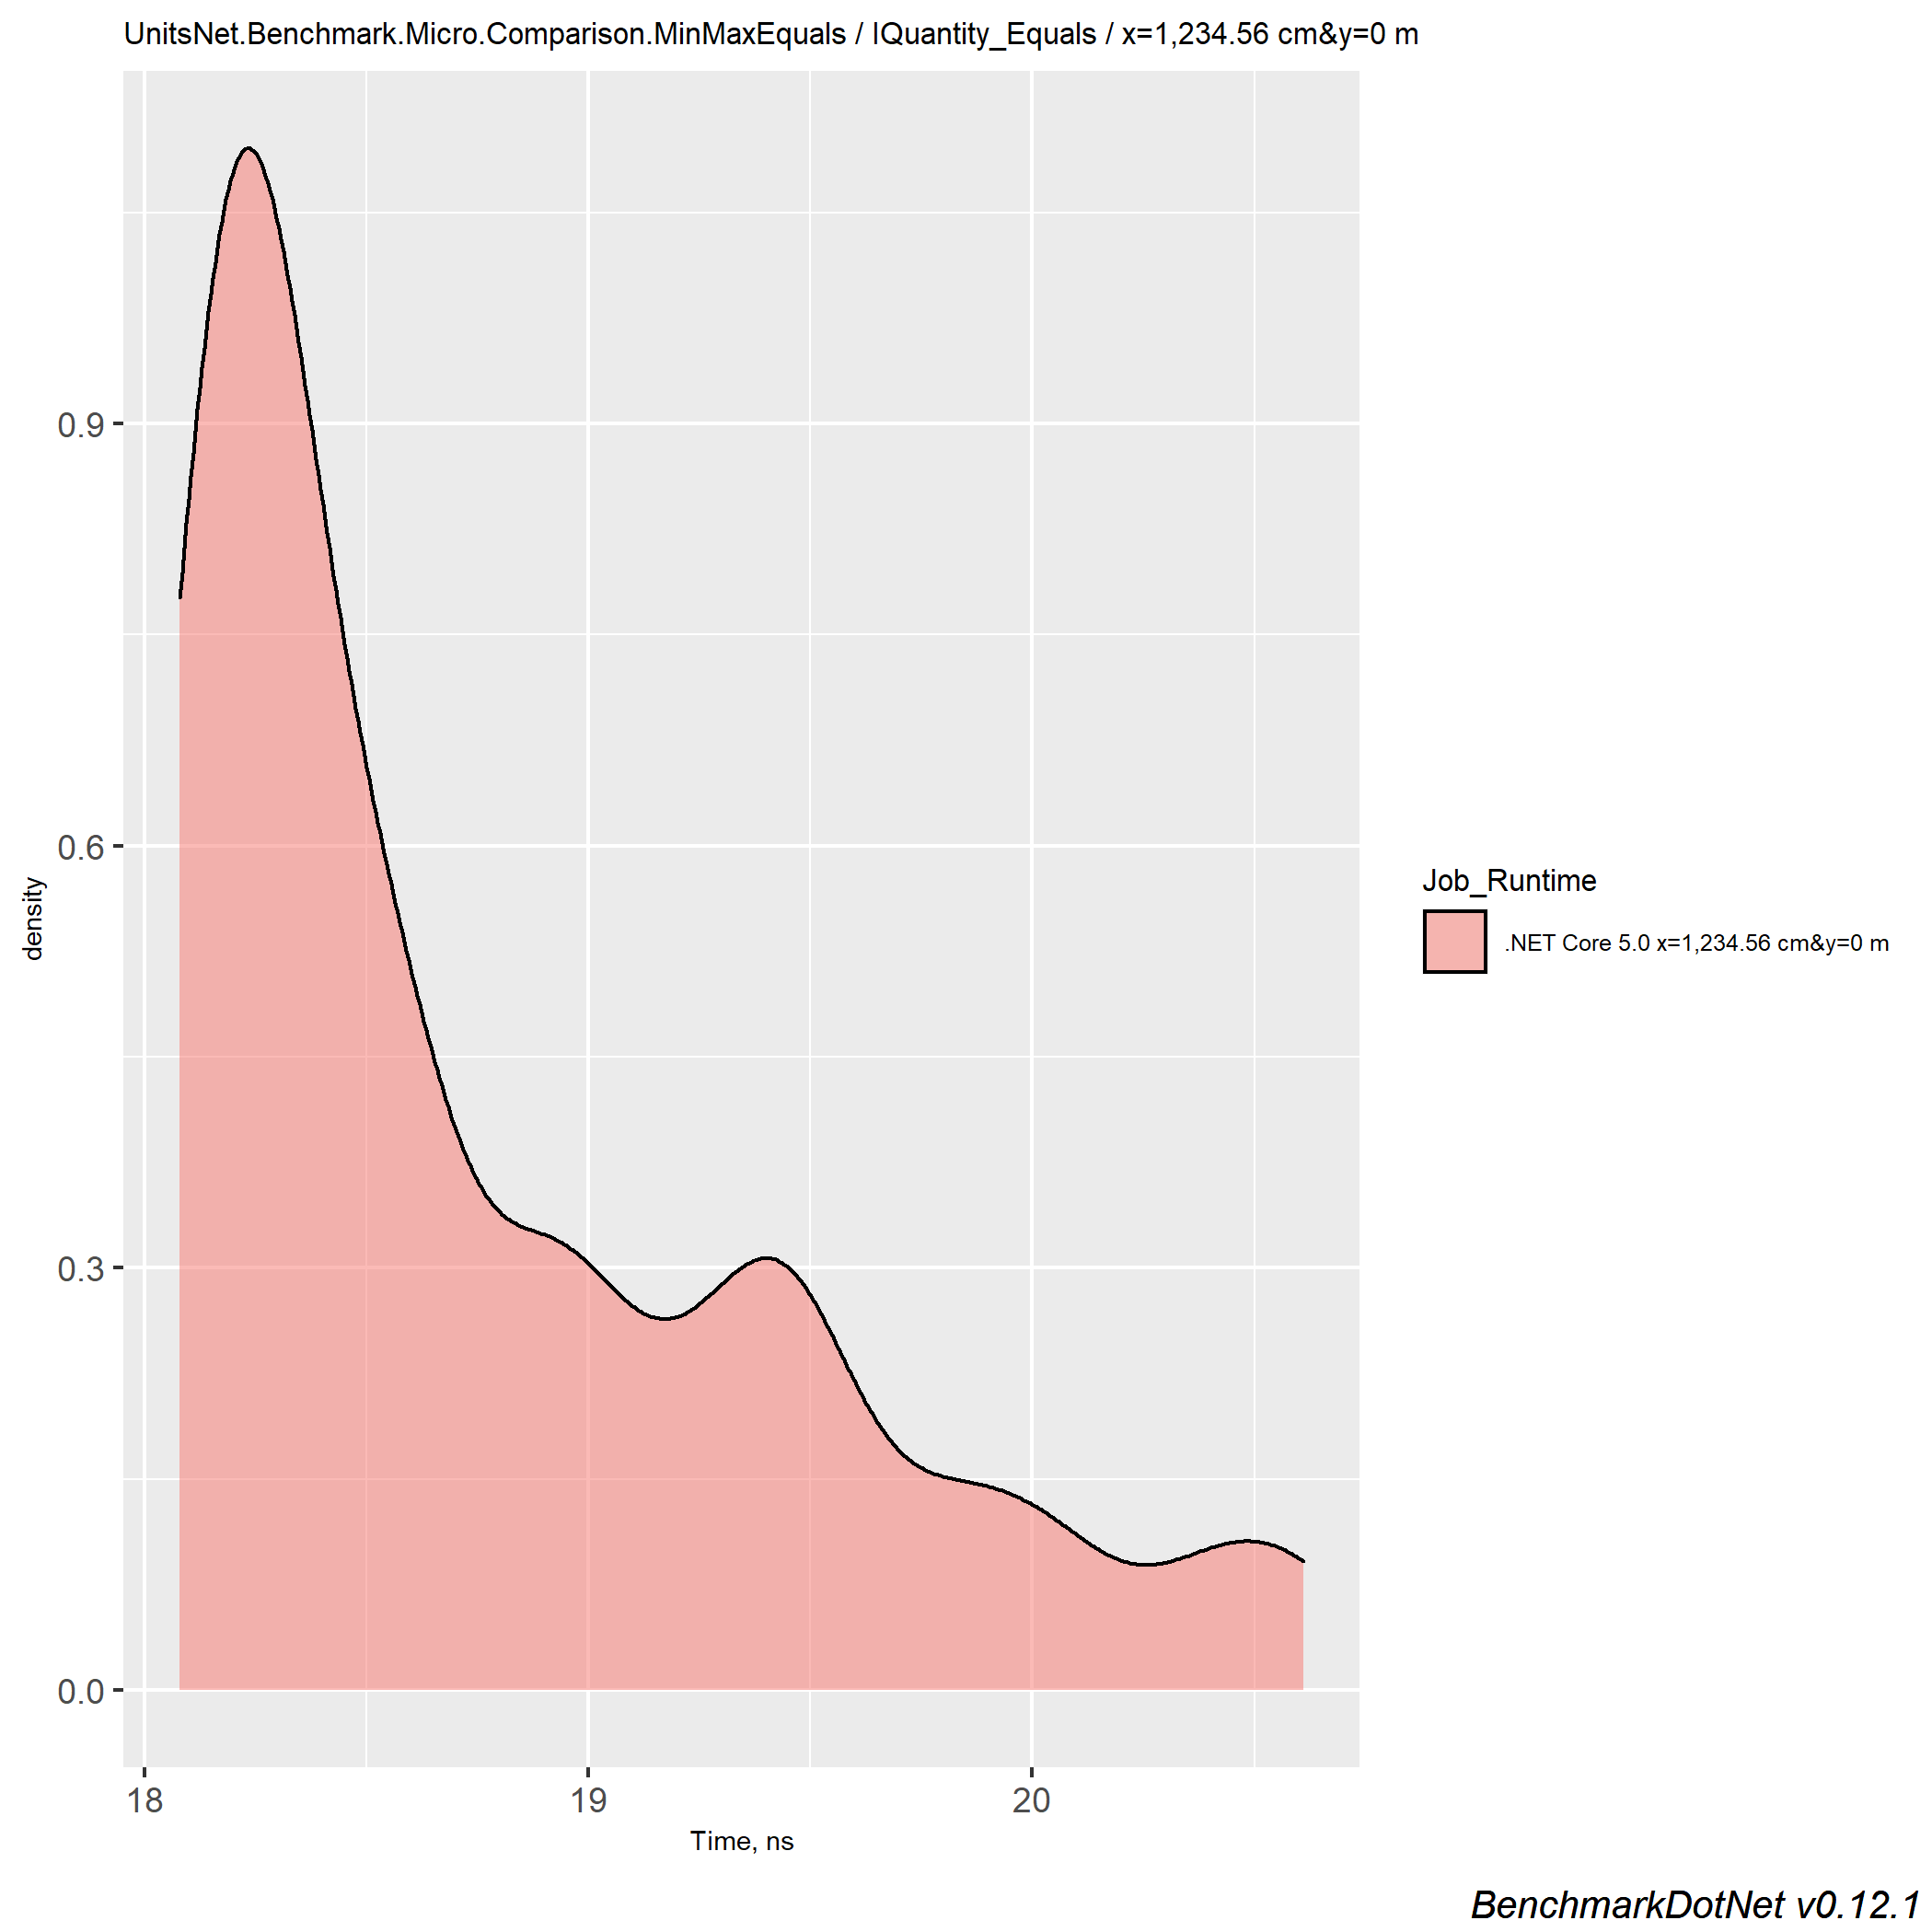 UnitsNet.Benchmark.Micro.Comparison.MinMaxEquals / IQuantity_Equals / x=1,234.56 cm&y=0 m
0.9
0.6
0.3
0.0
density
18
19
20
Time, ns
Job_Runtime
.NET Core 5.0 x=1,234.56 cm&y=0 m
BenchmarkDotNet v0.12.1